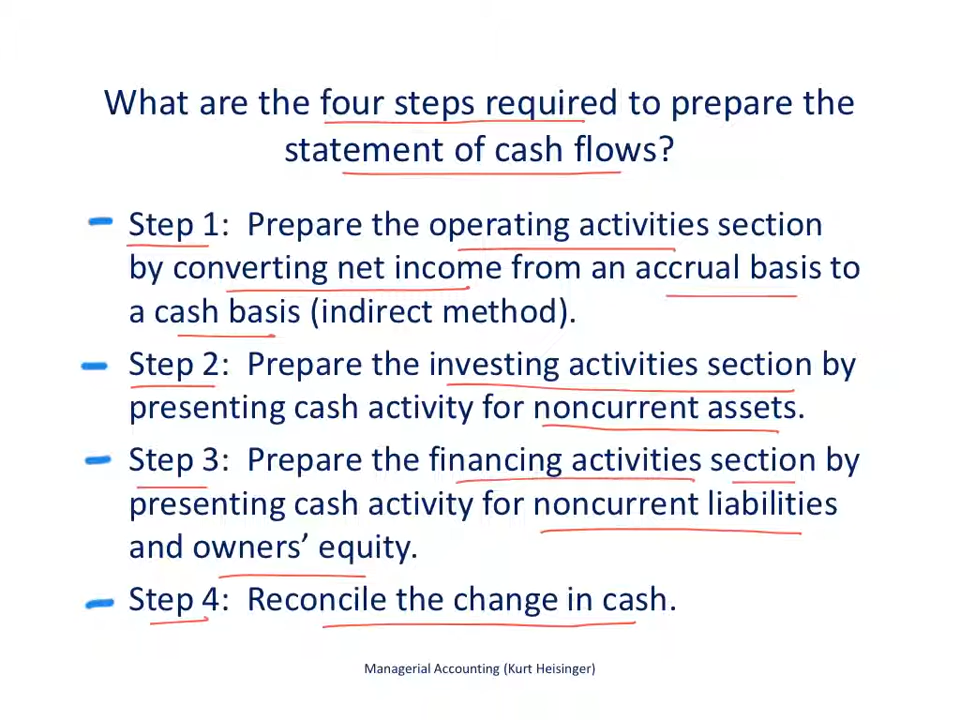 What are the four steps required to prepare the
statement of cash flows?
Step 1: Prepare the operating activities section
by converting net income from an accrual basis to
a cash basis (indirect method).
Step 2: Prepare the investing activities section by
presenting cash activity for noncurrent assets.
Step 3: Prepare the financing activities section by
presenting cash activity for noncurrent liabilities
and owners’ equity.
Step 4: Reconcile the change in cash.
Managerial Accounting (Kurt Heisinger)